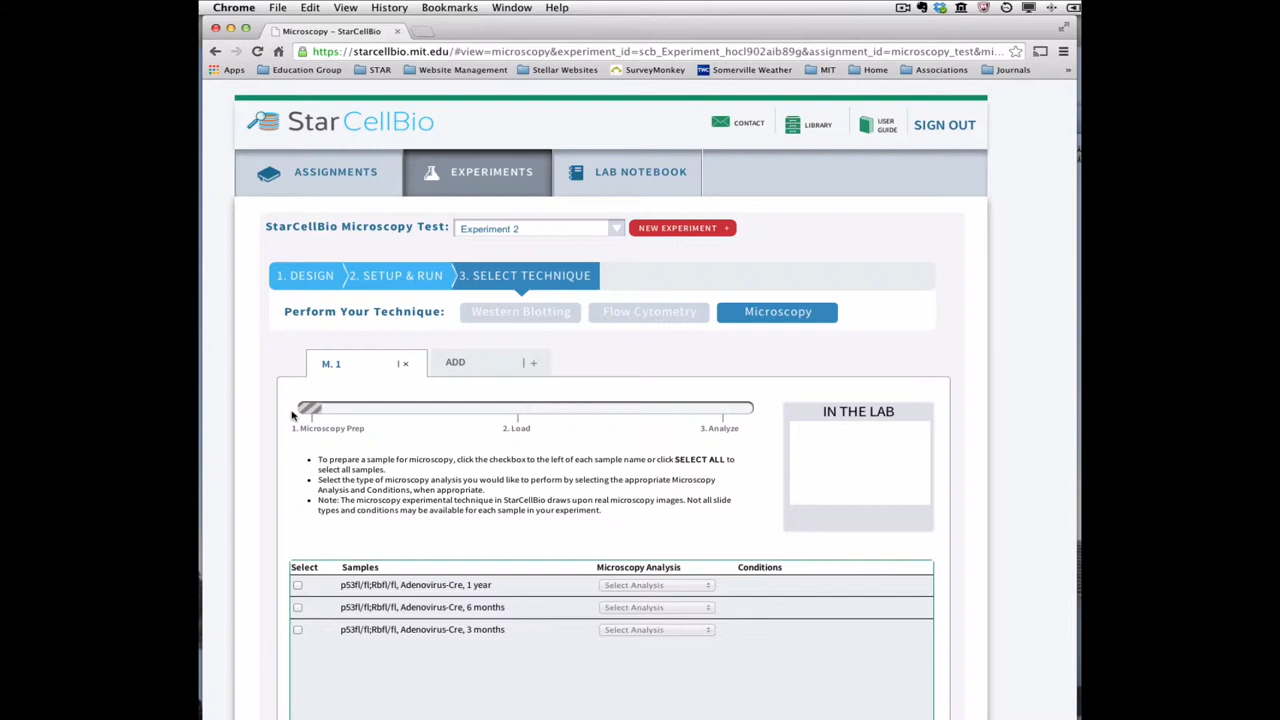 Chrome File Edit View History Bookmarks Window Help
Microscopy – StarCellBio
https://starcellbio.mit.edu/#view=microscopy&experiment_id=scb_Experiment_hocl902aib89g&assignment_id=microscopy_test&mi...
Apps Education Group STAR Website Management Stellar Websites SurveyMonkey Somerville Weather MIT Home Associations Journals »
StarCellBio CONTACT LIBRARY USER GUIDE SIGN OUT
ASSIGNMENTS EXPERIMENTS LAB NOTEBOOK
StarCellBio Microscopy Test: Experiment 2 NEW EXPERIMENT +
1. DESIGN 2. SETUP & RUN 3. SELECT TECHNIQUE
Perform Your Technique: Western Blotting Flow Cytometry Microscopy
M. 1 | × ADD | +
IN THE LAB
1. Microscopy Prep 2. Load 3. Analyze
• To prepare a sample for microscopy, click the checkbox to the left of each sample name or click SELECT ALL to
select all samples.
• Select the type of microscopy analysis you would like to perform by selecting the appropriate Microscopy
Analysis and Conditions, when appropriate.
• Note: The microscopy experimental technique in StarCellBio draws upon real microscopy images. Not all slide
types and conditions may be available for each sample in your experiment.
Select Samples Microscopy Analysis Conditions
p53fl/fl;Rbfl/fl, Adenovirus-Cre, 1 year Select Analysis
p53fl/fl;Rbfl/fl, Adenovirus-Cre, 6 months Select Analysis
p53fl/fl;Rbfl/fl, Adenovirus-Cre, 3 months Select Analysis